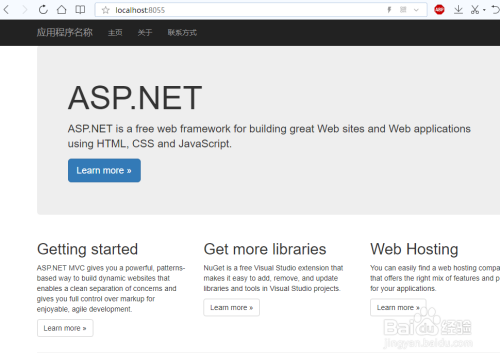 localhost:8055
ABP
应用程序名称 主页 关于 联系方式
ASP.NET
ASP.NET is a free web framework for building great Web sites and Web applications
using HTML, CSS and JavaScript.
Learn more »
Getting started
ASP.NET MVC gives you a powerful, patterns-
based way to build dynamic websites that
enables a clean separation of concerns and
gives you full control over markup for
enjoyable, agile development.
Learn more »
Get more libraries
NuGet is a free Visual Studio extension that
makes it easy to add, remove, and update
libraries and tools in Visual Studio projects.
Learn more »
Web Hosting
You can easily find a web hosting compa
that offers the right mix of features and p
for your applications.
Learn more »
Baidu 经验
jingyan.baidu.com